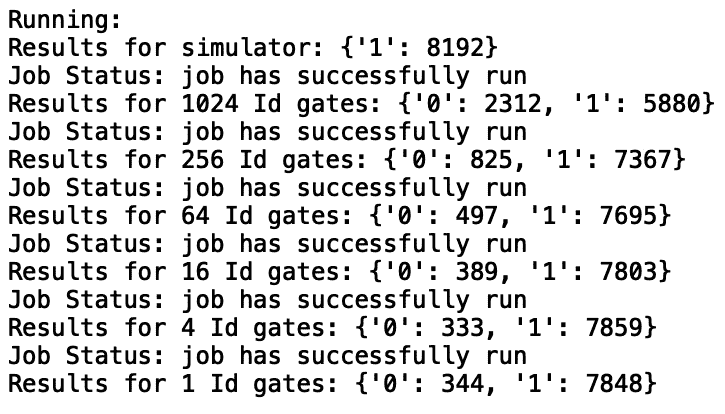 Running:
Results for simulator: {'1': 8192}
Job Status: job has successfully run
Results for 1024 Id gates: {'0': 2312, '1': 5880}
Job Status: job has successfully run
Results for 256 Id gates: {'0': 825, '1': 7367}
Job Status: job has successfully run
Results for 64 Id gates: {'0': 497, '1': 7695}
Job Status: job has successfully run
Results for 16 Id gates: {'0': 389, '1': 7803}
Job Status: job has successfully run
Results for 4 Id gates: {'0': 333, '1': 7859}
Job Status: job has successfully run
Results for 1 Id gates: {'0': 344, '1': 7848}